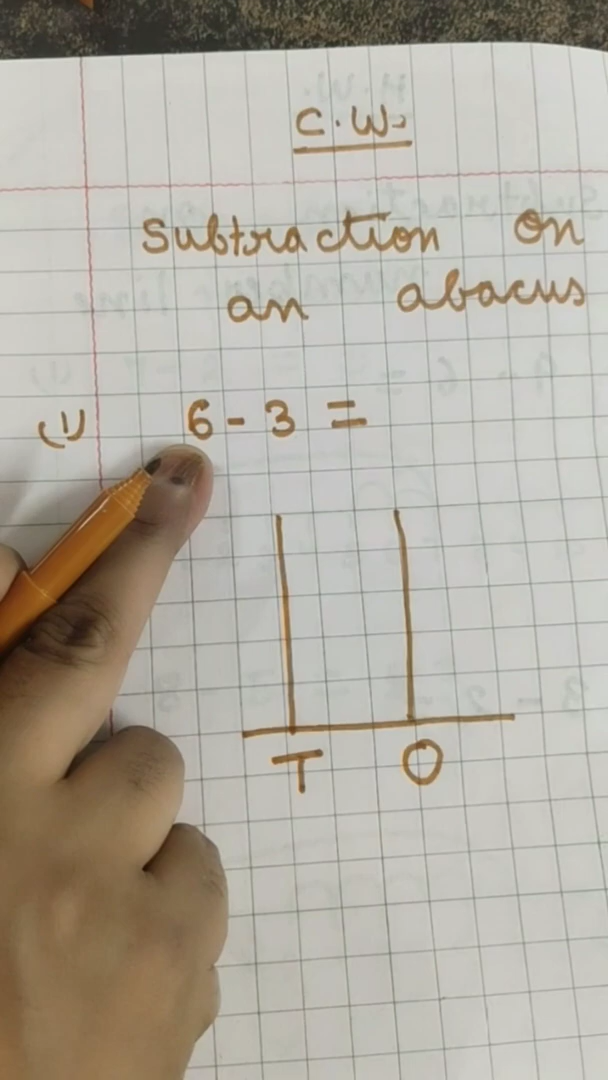 C.W.
Subtraction on
an abacus
(1) 6 - 3 =
T O